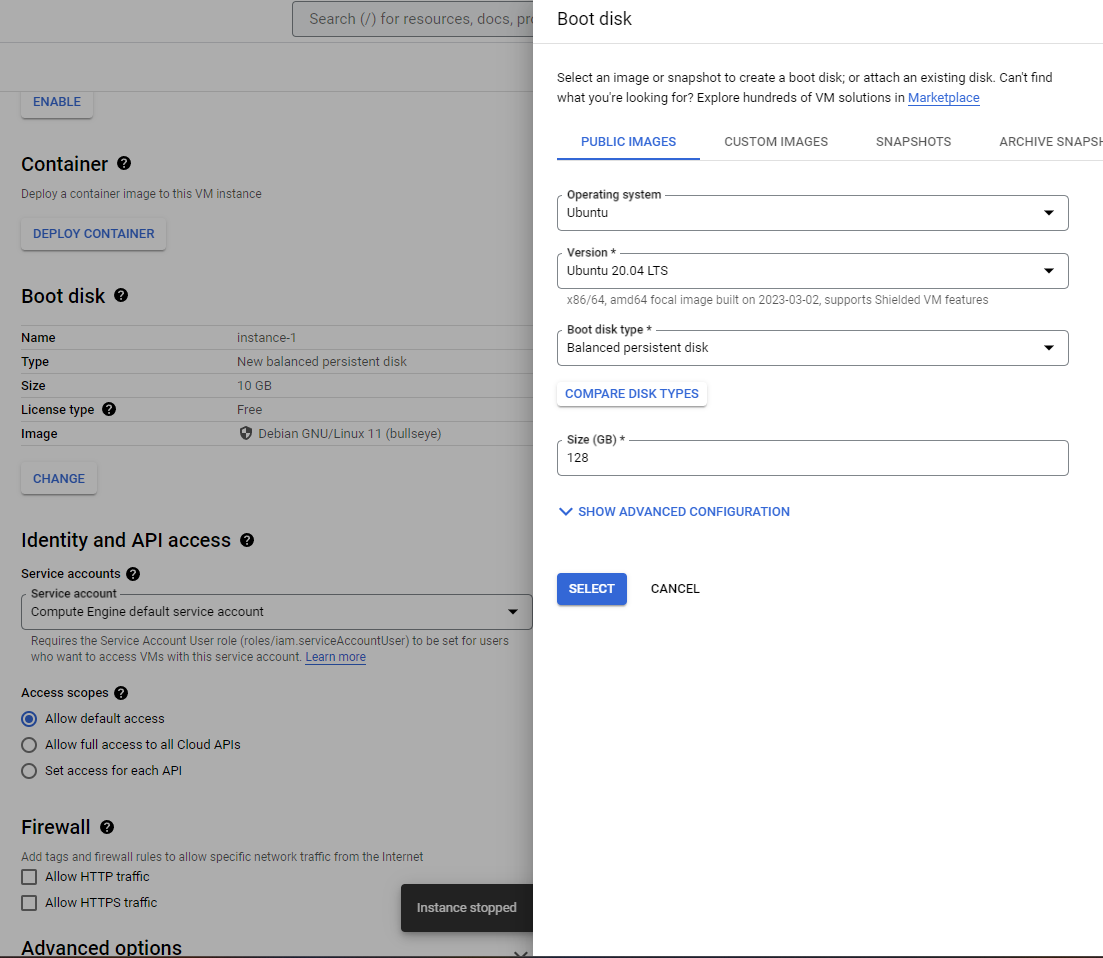 Search (/) for resources, docs, pro
ENABLE
Container
Deploy a container image to this VM instance
DEPLOY CONTAINER
Boot disk
Name instance-1
Type New balanced persistent disk
Size 10 GB
License type Free
Image Debian GNU/Linux 11 (bullseye)
CHANGE
Identity and API access
Service accounts
Service account
Compute Engine default service account
Requires the Service Account User role (roles/iam.serviceAccountUser) to be set for users
who want to access VMs with this service account. Learn more
Access scopes
Allow default access
Allow full access to all Cloud APIs
Set access for each API
Firewall
Add tags and firewall rules to allow specific network traffic from the Internet
Allow HTTP traffic
Allow HTTPS traffic
Advanced options
Instance stopped
Boot disk
Select an image or snapshot to create a boot disk; or attach an existing disk. Can't find
what you're looking for? Explore hundreds of VM solutions in Marketplace
PUBLIC IMAGES CUSTOM IMAGES SNAPSHOTS ARCHIVE SNAPSH
Operating system
Ubuntu
Version *
Ubuntu 20.04 LTS
x86/64, amd64 focal image built on 2023-03-02, supports Shielded VM features
Boot disk type *
Balanced persistent disk
COMPARE DISK TYPES
Size (GB) *
128
SHOW ADVANCED CONFIGURATION
SELECT CANCEL